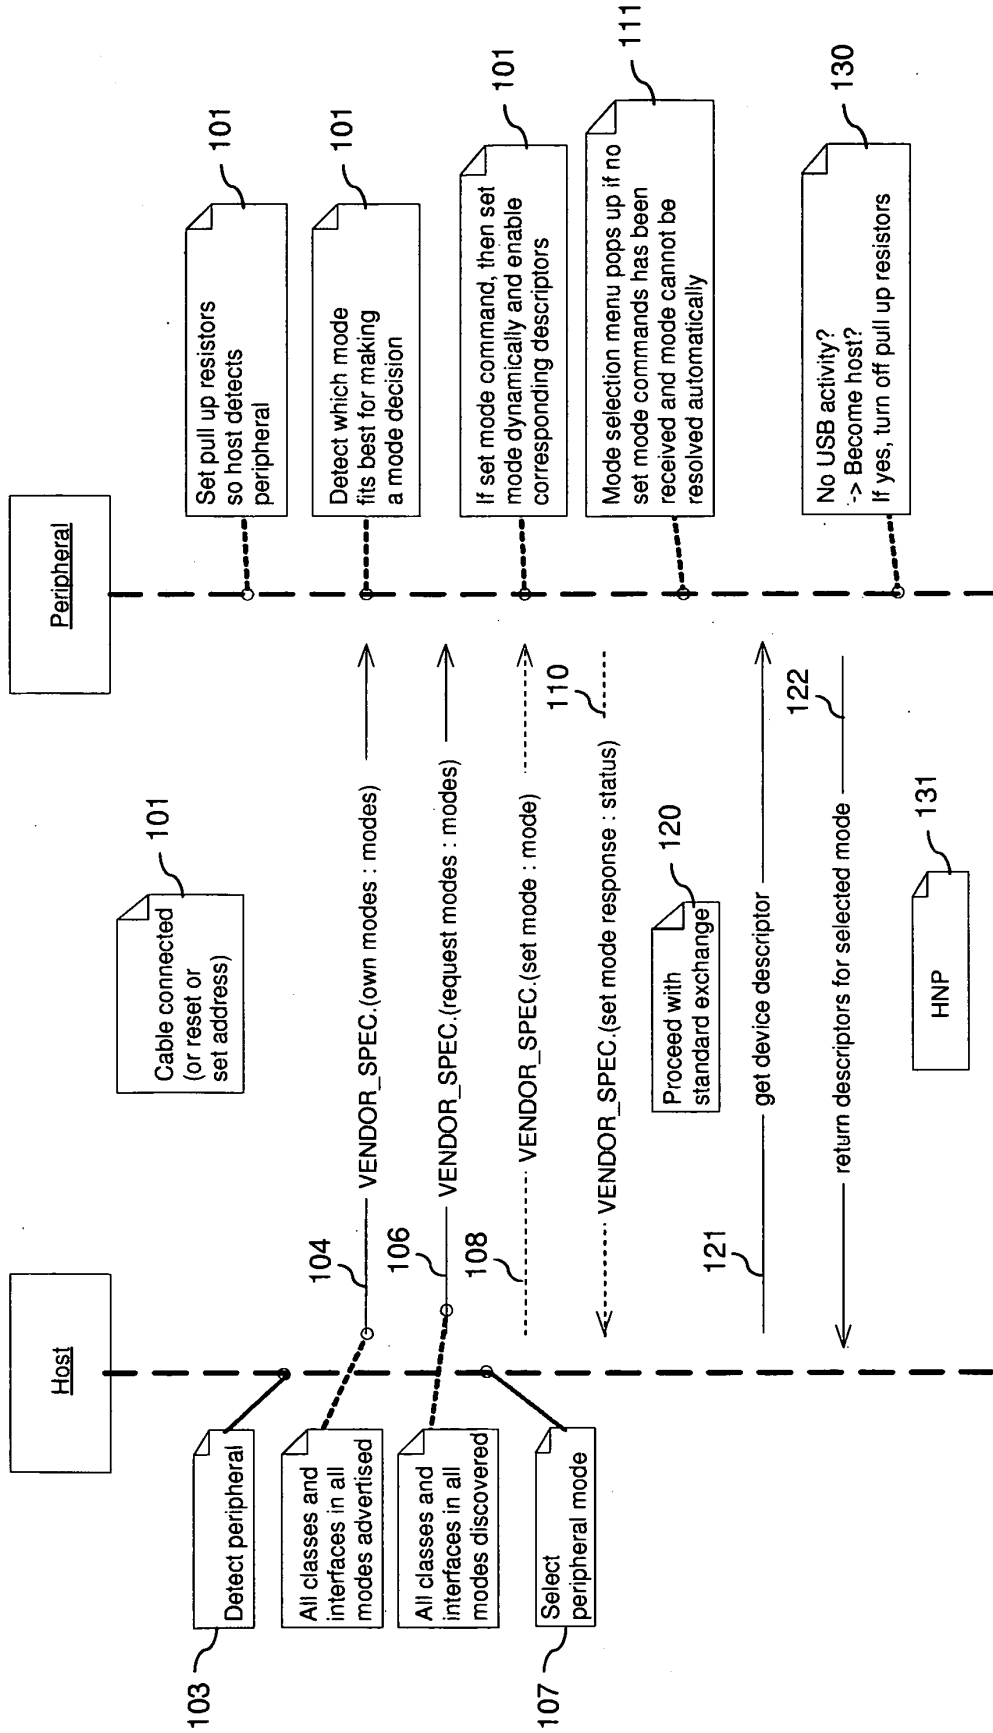 Host
Peripheral
Cable connected
(or reset or
set address)
101
Set pull up resistors
so host detects
peripheral
101
103
Detect peripheral
All classes and
interfaces in all
modes advertised
104
VENDOR_SPEC.(own modes : modes)
Detect which mode
fits best for making
a mode decision
101
All classes and
interfaces in all
modes discovered
106
VENDOR_SPEC.(request modes : modes)
107
Select
peripheral mode
108
VENDOR_SPEC.(set mode : mode)
If set mode command, then set
mode dynamically and enable
corresponding descriptors
101
VENDOR_SPEC.(set mode response : status)
110
Mode selection menu pops up if no
set mode commands has been
received and mode cannot be
resolved automatically
111
Proceed with
standard exchange
120
121
get device descriptor
return descriptors for selected mode
122
No USB activity?
-> Become host?
If yes, turn off pull up resistors
130
HNP
131